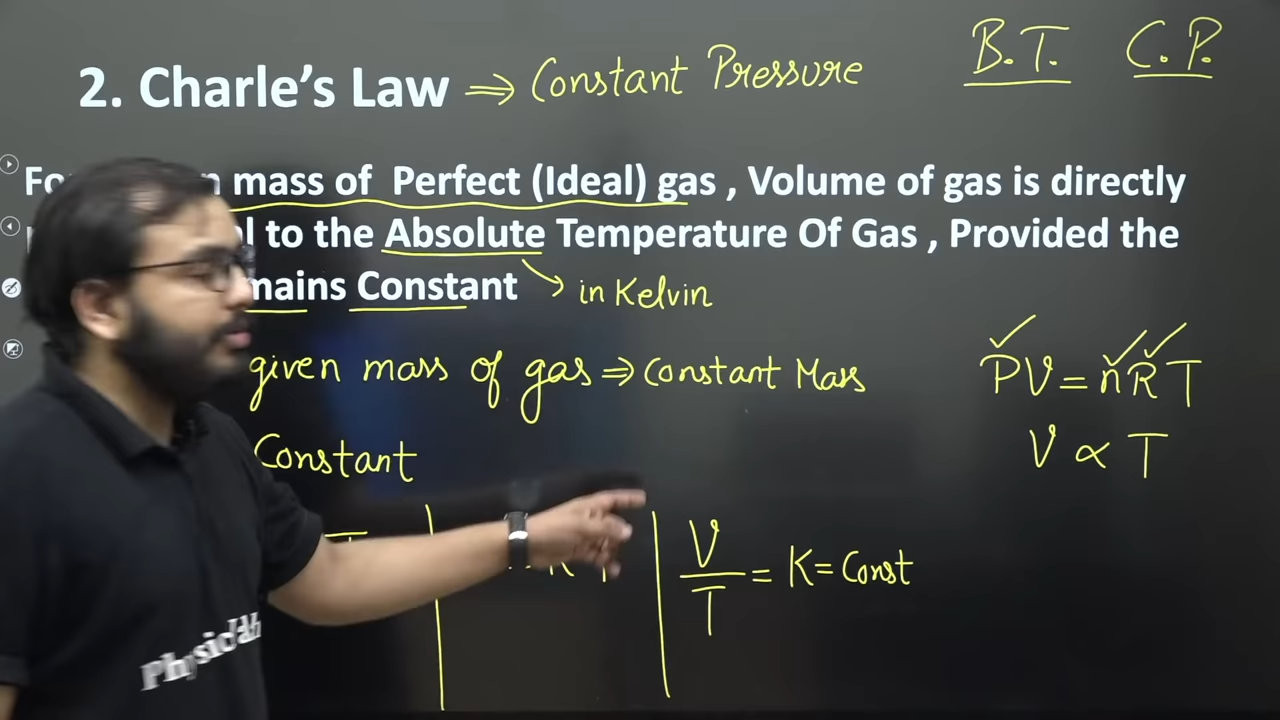 B.T. C.P.
2. Charle's Law ⇒ Constant Pressure
mass of Perfect (Ideal) gas , Volume of gas is directly
to the Absolute Temperature Of Gas , Provided the
Constant
in Kelvin
given mass of gas ⇒ Constant Mass
PV = nRT
Constant
V ∝ T
V/T = K = Const